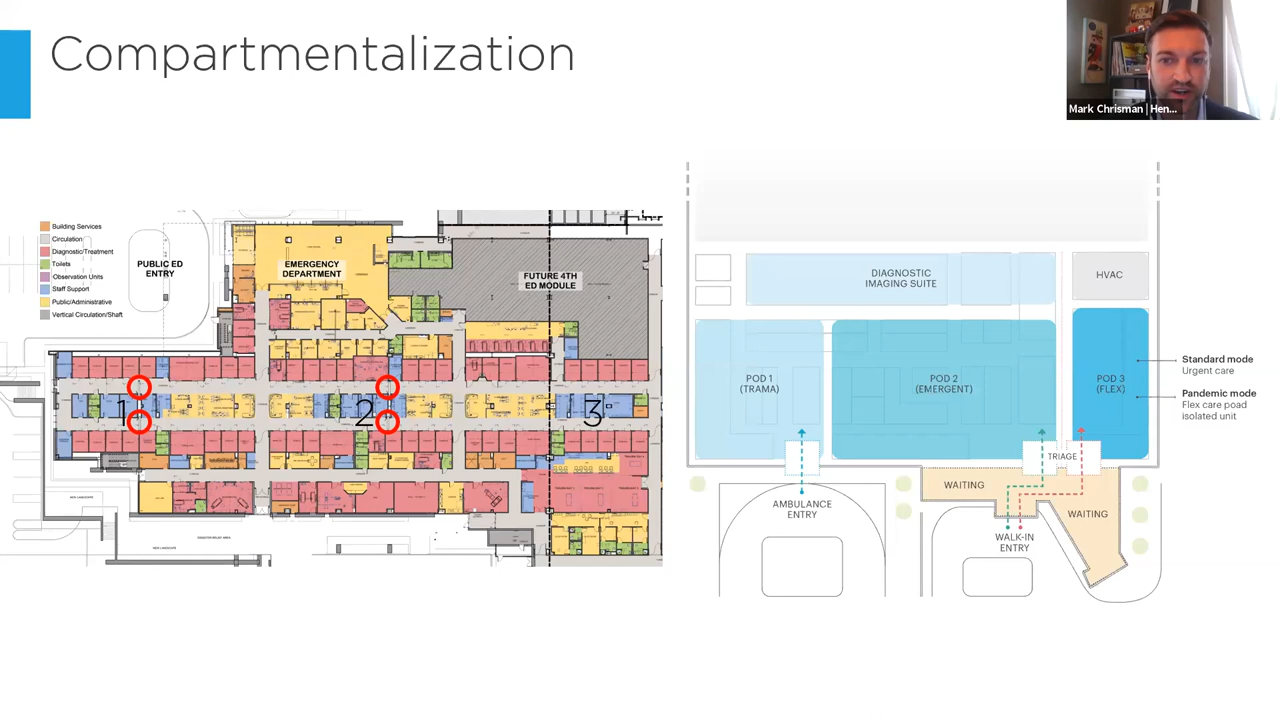 Compartmentalization
Mark Chrisman | Hen...
Building Services
Circulation
Diagnostic/Treatment
Toilets
Observation Units
Staff Support
Public/Administrative
Vertical Circulation/Shaft
PUBLIC ED
ENTRY
EMERGENCY
DEPARTMENT
FUTURE 4TH
ED MODULE
1
2
3
DIAGNOSTIC
IMAGING SUITE
HVAC
POD 1
(TRAMA)
POD 2
(EMERGENT)
POD 3
(FLEX)
Standard mode
Urgent care
Pandemic mode
Flex care poad
isolated unit
TRIAGE
WAITING
WAITING
AMBULANCE
ENTRY
WALK-IN
ENTRY